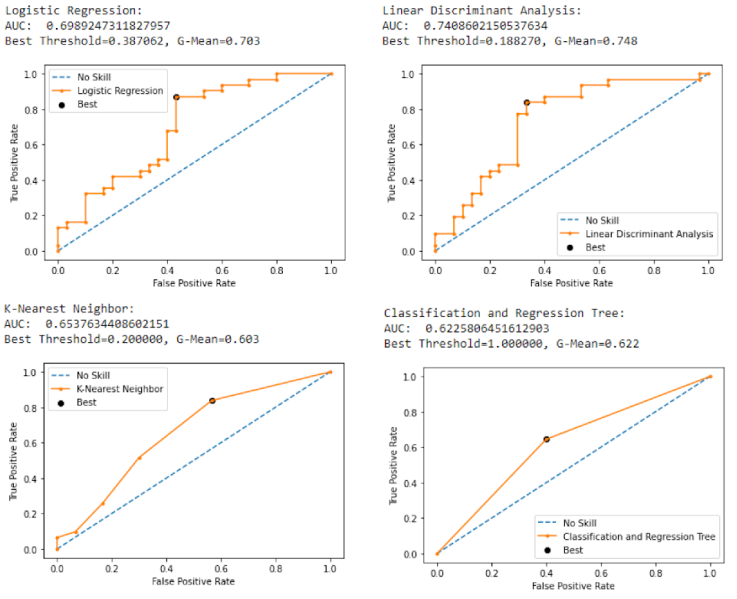 Logistic Regression:
AUC: 0.6989247311827957
Best Threshold=0.387062, G-Mean=0.703
1.0
0.8
0.6
0.4
0.2
0.0
True Positive Rate
No Skill
Logistic Regression
Best
0.0 0.2 0.4 0.6 0.8 1.0
False Positive Rate
Linear Discriminant Analysis:
AUC: 0.7408602150537634
Best Threshold=0.188270, G-Mean=0.748
1.0
0.8
0.6
0.4
0.2
0.0
True Positive Rate
No Skill
Linear Discriminant Analysis
Best
0.0 0.2 0.4 0.6 0.8 1.0
False Positive Rate
K-Nearest Neighbor:
AUC: 0.6537634408602151
Best Threshold=0.200000, G-Mean=0.603
1.0
0.8
0.6
0.4
0.2
0.0
True Positive Rate
No Skill
K-Nearest Neighbor
Best
0.0 0.2 0.4 0.6 0.8 1.0
False Positive Rate
Classification and Regression Tree:
AUC: 0.6225806451612903
Best Threshold=1.000000, G-Mean=0.622
1.0
0.8
0.6
0.4
0.2
0.0
True Positive Rate
No Skill
Classification and Regression Tree
Best
0.0 0.2 0.4 0.6 0.8 1.0
False Positive Rate